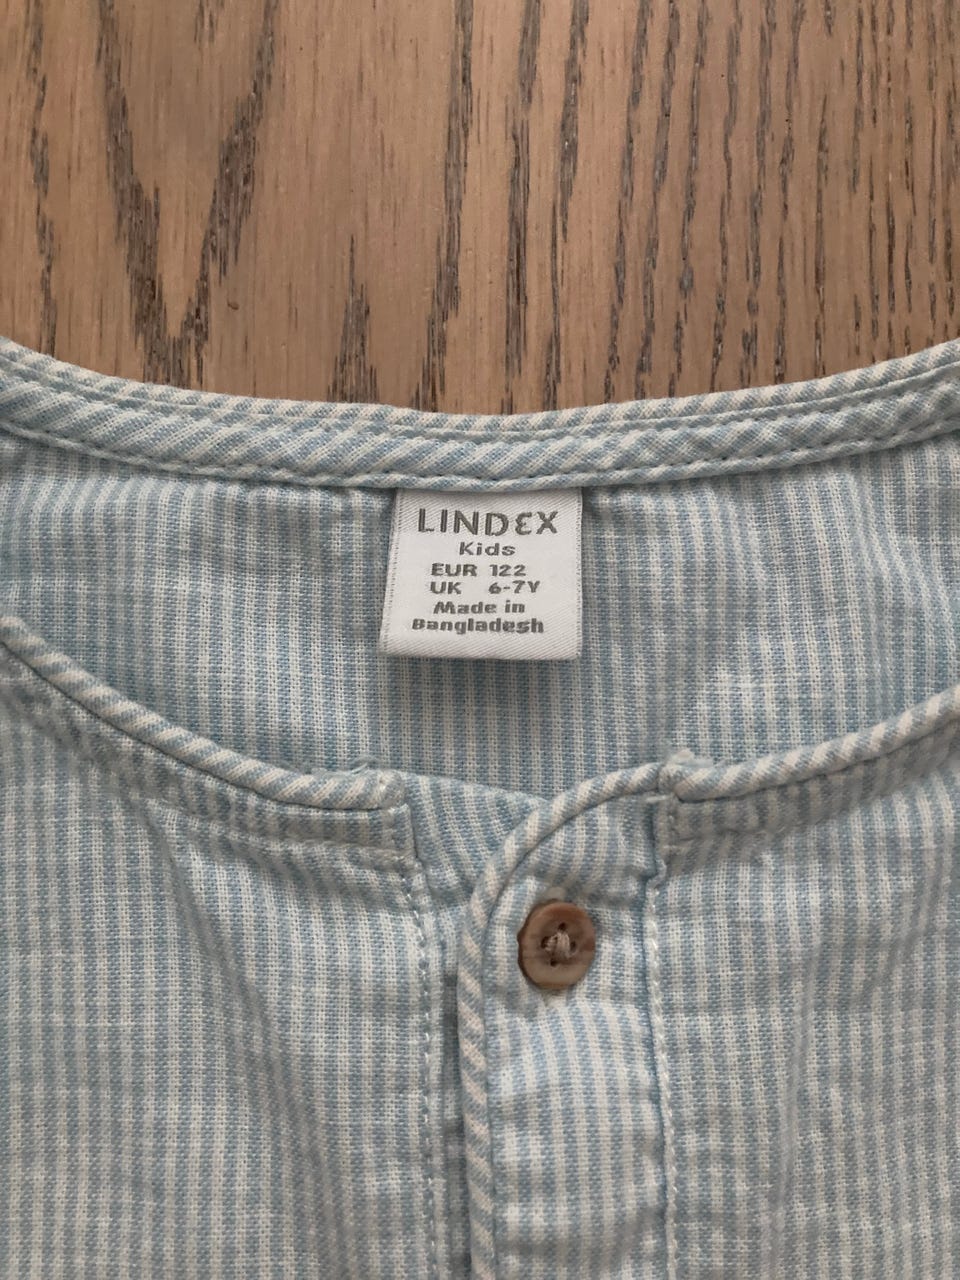 LINDEX
Kids
EUR 122
UK 6-7Y
Made in
Bangladesh